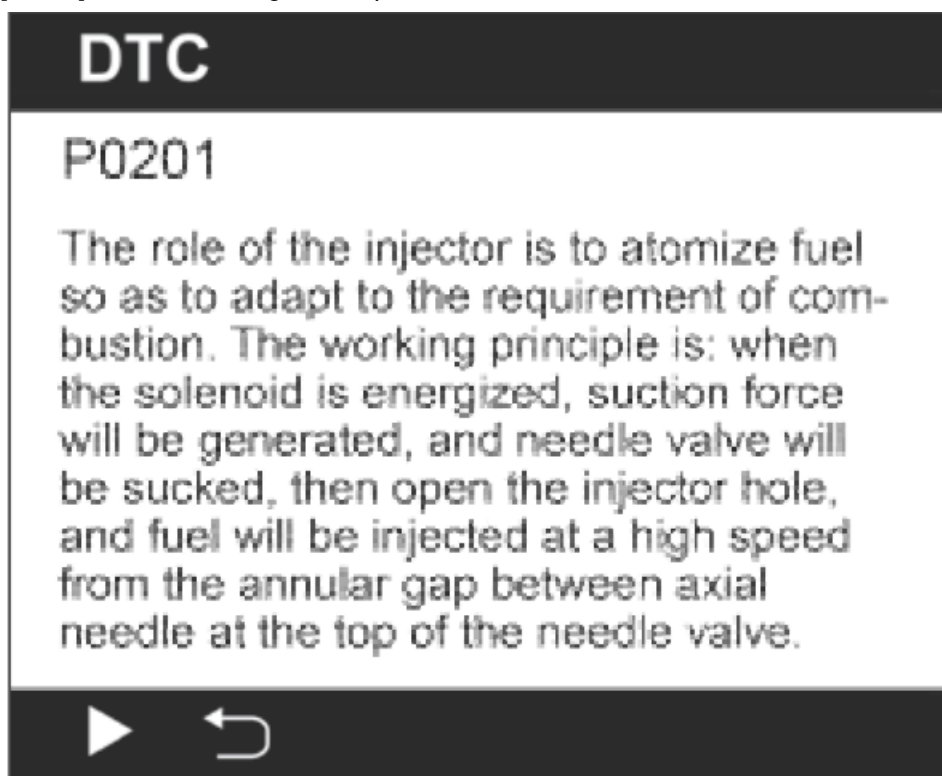 DTC
P0201
The role of the injector is to atomize fuel
so as to adapt to the requirement of com-
bustion. The working principle is: when
the solenoid is energized, suction force
will be generated, and needle valve will
be sucked, then open the injector hole,
and fuel will be injected at a high speed
from the annular gap between axial
needle at the top of the needle valve.